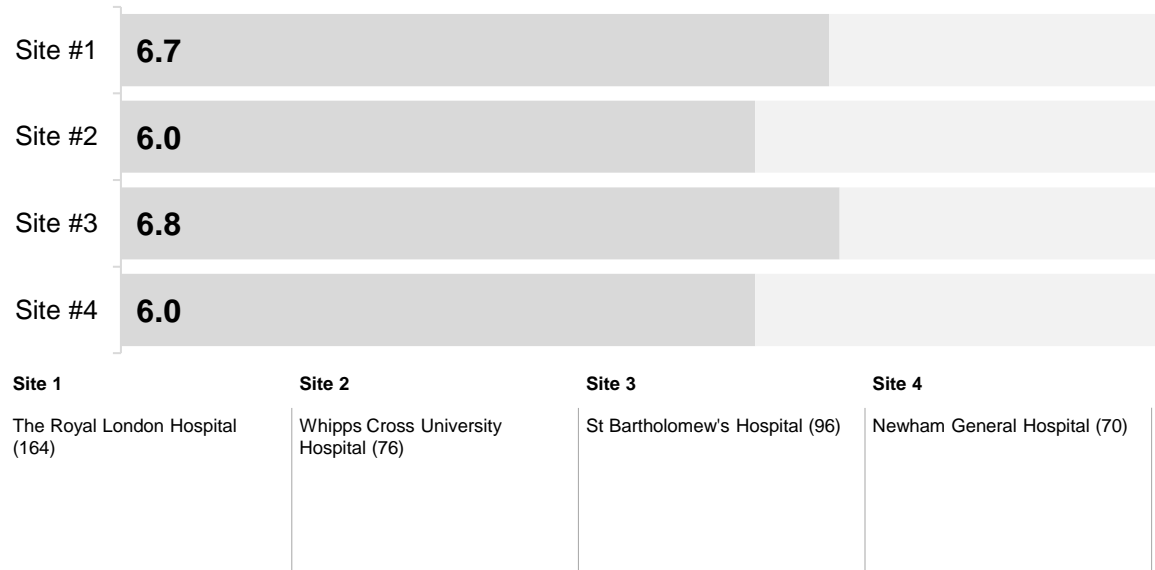 Site #1
6.7
Site #2
6.0
Site #3
6.8
Site #4
6.0
Site 1
The Royal London Hospital
(164)
Site 2
Whipps Cross University
Hospital (76)
Site 3
St Bartholomew's Hospital (96)
Site 4
Newham General Hospital (70)